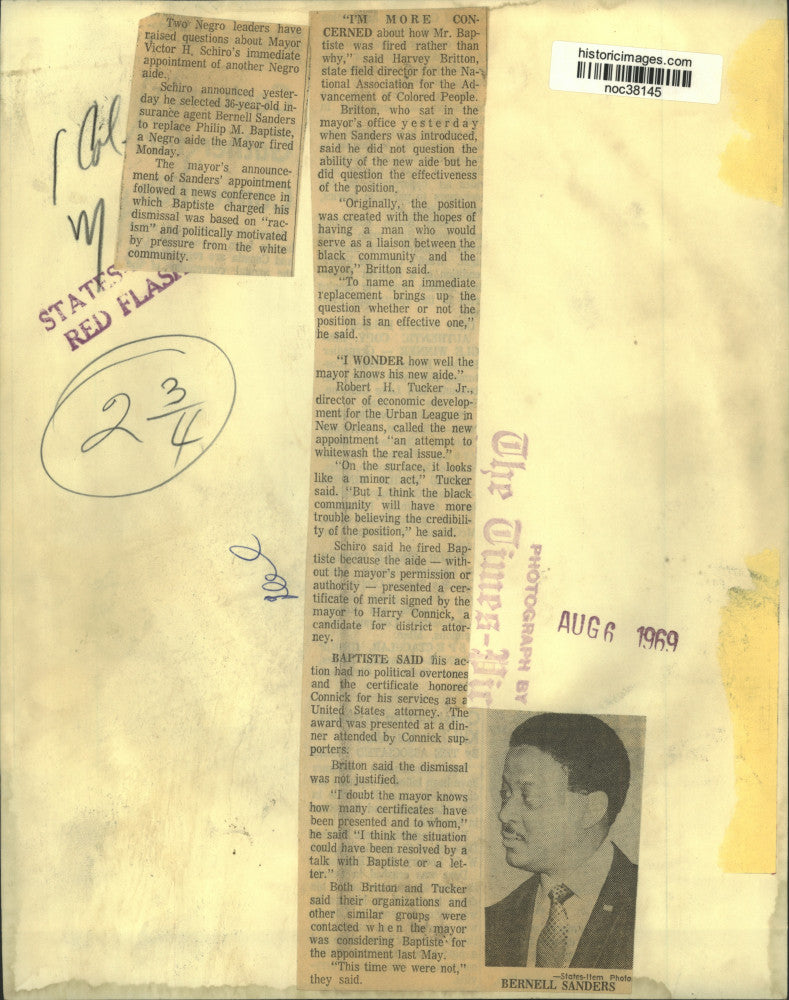 Two Negro leaders have
raised questions about Mayor
Victor H. Schiro's immediate
appointment of another Negro
aide.
Schiro announced yester-
day he selected 36-year-old in-
surance agent Bernell Sanders
to replace Philip M. Baptiste,
a Negro aide the Mayor fired
Monday.
The mayor's announce-
ment of Sanders' appointment
followed a news conference in
which Baptiste charged his
dismissal was based on "rac-
ism" and politically motivated
by pressure from the white
community.
"I'M MORE CON-
CERNED about how Mr. Bap-
tiste was fired rather than
why," said Harvey Britton,
state field director for the Na-
tional Association for the Ad-
vancement of Colored People.
Britton, who sat in the
mayor's office yesterday
when Sanders was introduced,
said he did not question the
ability of the new aide but he
did question the effectiveness
of the position.
"Originally, the position
was created with the hopes of
having a man who would
serve as a liaison between the
black community and the
mayor," Britton said.
"To name an immediate
replacement brings up the
question whether or not the
position is an effective one,"
he said.
"I WONDER how well the
mayor knows his new aide."
Robert H. Tucker Jr.,
director of economic develop-
ment for the Urban League in
New Orleans, called the new
appointment "an attempt to
whitewash the real issue."
"On the surface, it looks
like a minor act," Tucker
said. "But I think the black
community will have more
trouble believing the credibili-
ty of the position," he said.
Schiro said he fired Bap-
tiste because the aide — with-
out the mayor's permission or
authority — presented a cer-
tificate of merit signed by the
mayor to Harry Connick, a
candidate for district attor-
ney.
BAPTISTE SAID his ac-
tion had no political overtones
and the certificate honored
Connick for his services as a
United States attorney. The
award was presented at a din-
ner attended by Connick sup-
porters.
Britton said the dismissal
was not justified.
"I doubt the mayor knows
how many certificates have
been presented and to whom,"
he said "I think the situation
could have been resolved by a
talk with Baptiste or a let-
ter."
Both Britton and Tucker
said their organizations and
other similar groups were
contacted when the mayor
was considering Baptiste for
the appointment last May.
"This time we were not,"
they said.
historicimages.com
noc38145
1 Col.
M
STATES-
RED FLASH
2 3/4
PHOTOGRAPH BY
The Times-Pic
AUG 6 1969
—States-Item Photo
BERNELL SANDERS